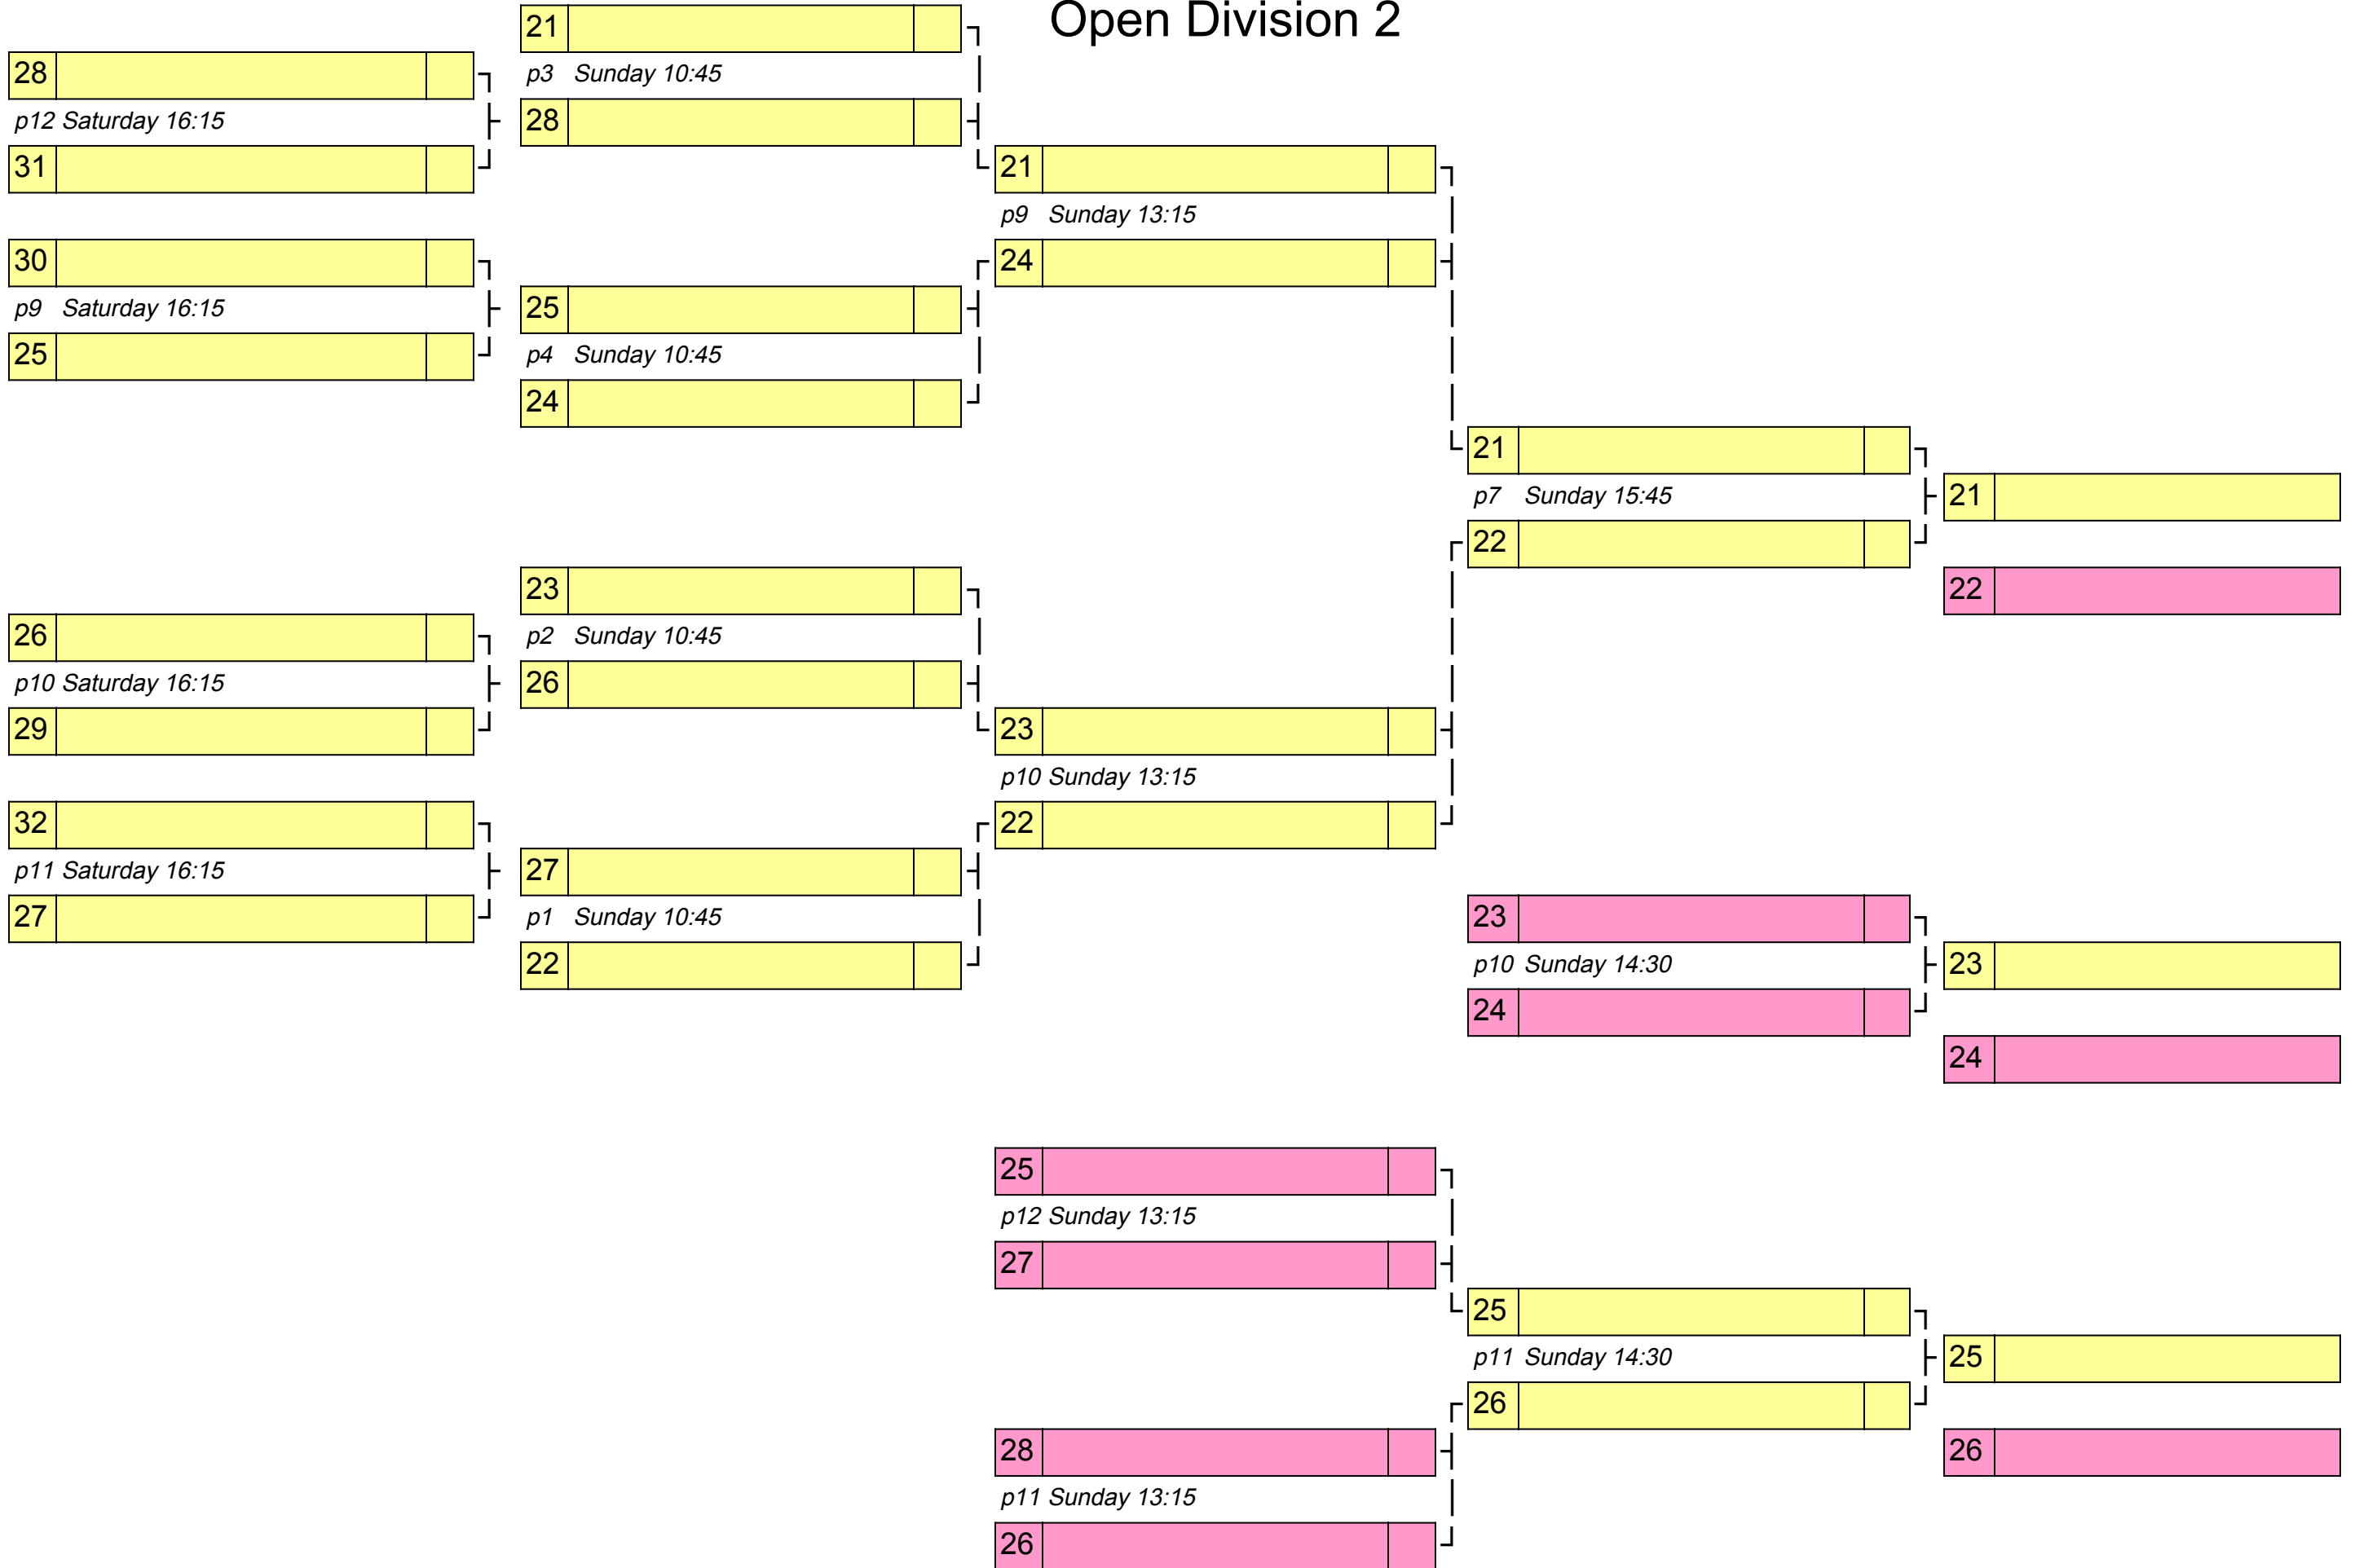 Open Division 2
28
p12 Saturday 16:15
31
30
p9 Saturday 16:15
25
26
p10 Saturday 16:15
29
32
p11 Saturday 16:15
27
21
p3 Sunday 10:45
28
25
p4 Sunday 10:45
24
23
p2 Sunday 10:45
26
27
p1 Sunday 10:45
22
21
p9 Sunday 13:15
24
23
p10 Sunday 13:15
22
25
p12 Sunday 13:15
27
28
p11 Sunday 13:15
26
21
p7 Sunday 15:45
22
23
p10 Sunday 14:30
24
25
p11 Sunday 14:30
26
21
22
23
24
25
26